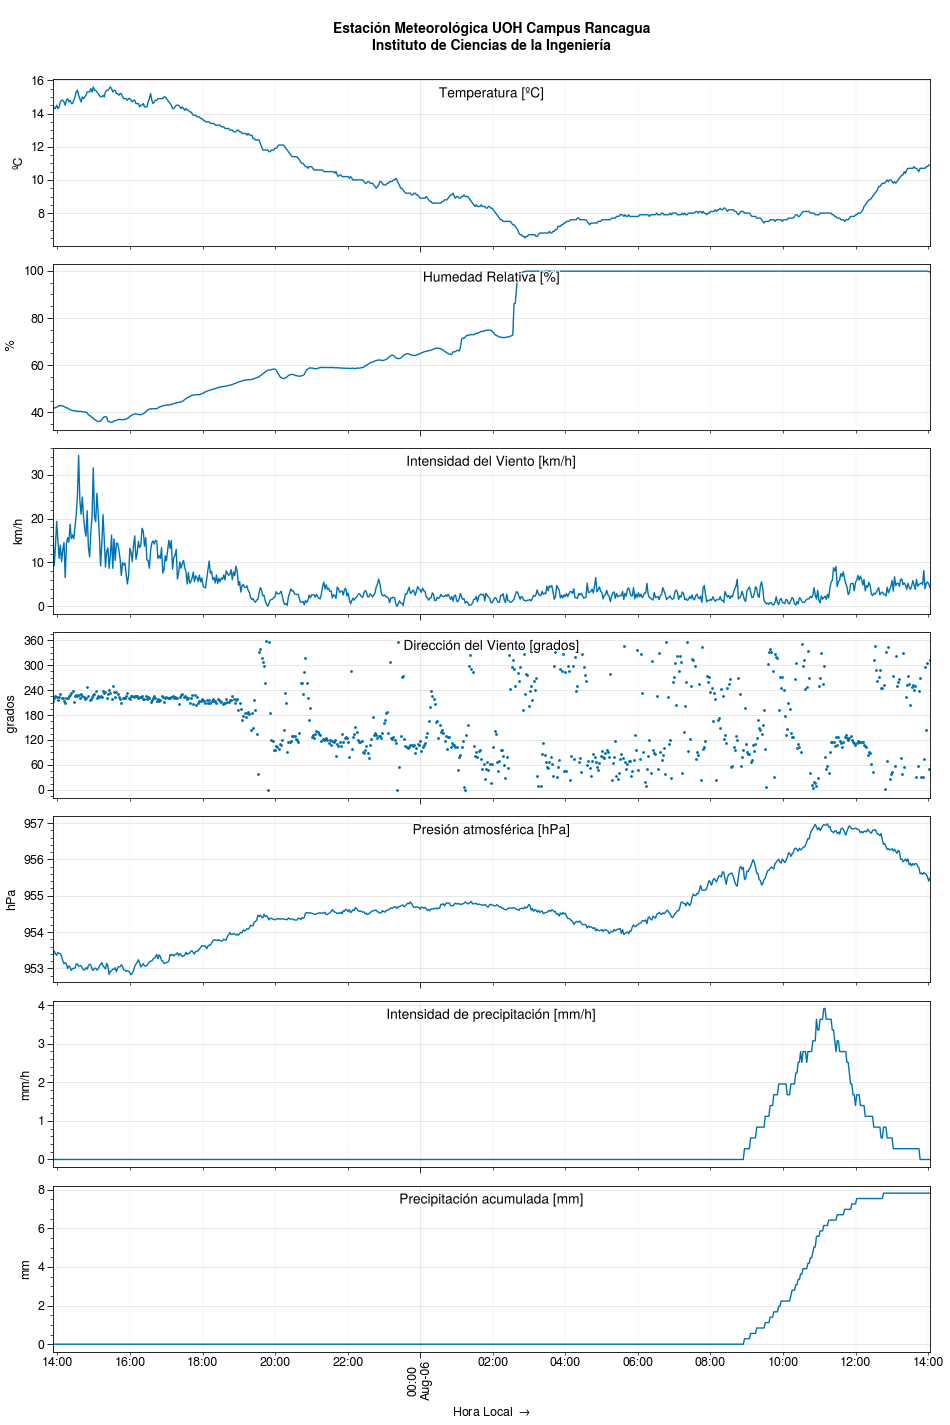 Estación Meteorológica UOH Campus Rancagua
Instituto de Ciencias de la Ingeniería
Temperatura [ºC]
ºC
16
14
12
10
8
Humedad Relativa [%]
%
100
80
60
40
Intensidad del Viento [km/h]
km/h
30
20
10
0
Dirección del Viento [grados]
grados
360
300
240
180
120
60
0
Presión atmosférica [hPa]
hPa
957
956
955
954
953
Intensidad de precipitación [mm/h]
mm/h
4
3
2
1
0
Precipitación acumulada [mm]
mm
8
6
4
2
0
14:00 16:00 18:00 20:00 22:00 00:00 02:00 04:00 06:00 08:00 10:00 12:00 14:00
Aug-06
Hora Local →